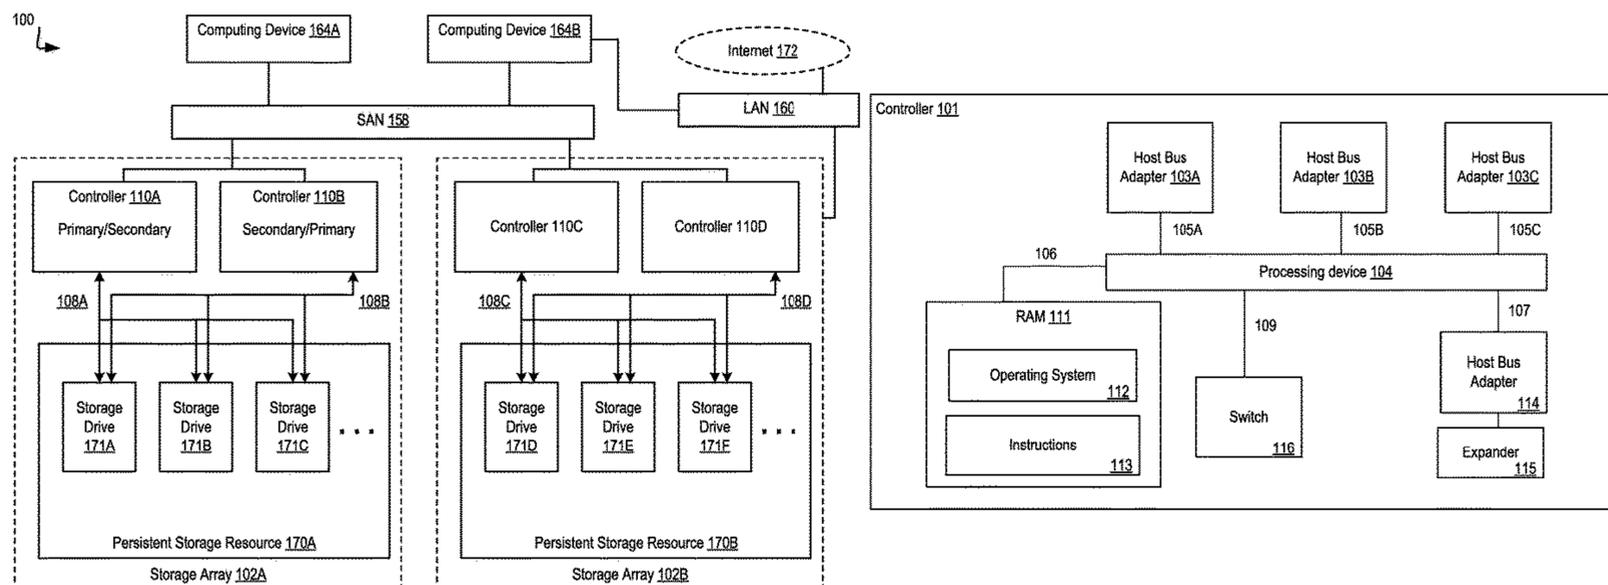 100
Computing Device 164A
Computing Device 164B
Internet 172
LAN 160
SAN 158
Controller 110A
Primary/Secondary
Controller 110B
Secondary/Primary
Controller 110C
Controller 110D
108A
108B
108C
108D
Storage
Drive
171A
Storage
Drive
171B
Storage
Drive
171C
. . .
Storage
Drive
171D
Storage
Drive
171E
Storage
Drive
171F
. . .
Persistent Storage Resource 170A
Persistent Storage Resource 170B
Storage Array 102A
Storage Array 102B
Controller 101
Host Bus
Adapter 103A
Host Bus
Adapter 103B
Host Bus
Adapter 103C
105A
105B
105C
106
Processing device 104
RAM 111
109
107
Operating System
112
Instructions
113
Switch
116
Host Bus
Adapter
114
Expander
115